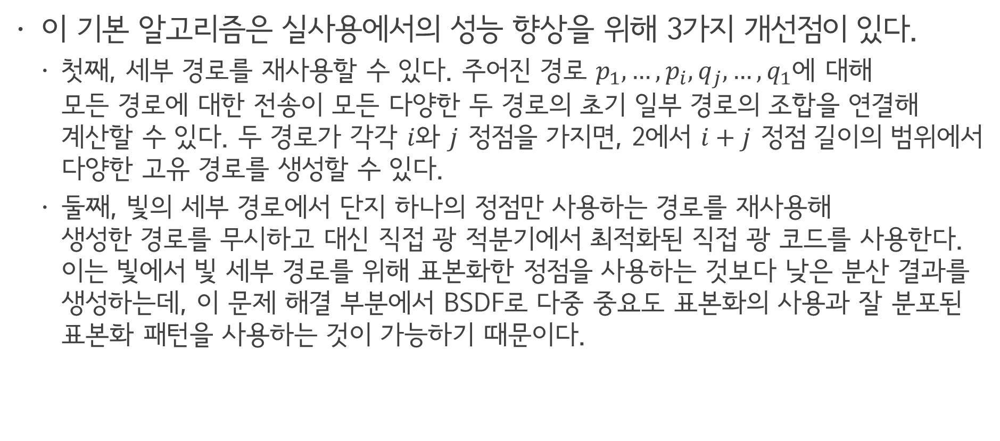 · 이 기본 알고리즘은 실사용에서의 성능 향상을 위해 3가지 개선점이 있다.
· 첫째, 세부 경로를 재사용할 수 있다. 주어진 경로 p₁, … , pᵢ, qⱼ, … , q₁에 대해
모든 경로에 대한 전송이 모든 다양한 두 경로의 초기 일부 경로의 조합을 연결해
계산할 수 있다. 두 경로가 각각 i와 j 정점을 가지면, 2에서 i + j 정점 길이의 범위에서
다양한 고유 경로를 생성할 수 있다.
· 둘째, 빛의 세부 경로에서 단지 하나의 정점만 사용하는 경로를 재사용해
생성한 경로를 무시하고 대신 직접 광 적분기에서 최적화된 직접 광 코드를 사용한다.
이는 빛에서 빛 세부 경로를 위해 표본화한 정점을 사용하는 것보다 낮은 분산 결과를
생성하는데, 이 문제 해결 부분에서 BSDF로 다중 중요도 표본화의 사용과 잘 분포된
표본화 패턴을 사용하는 것이 가능하기 때문이다.